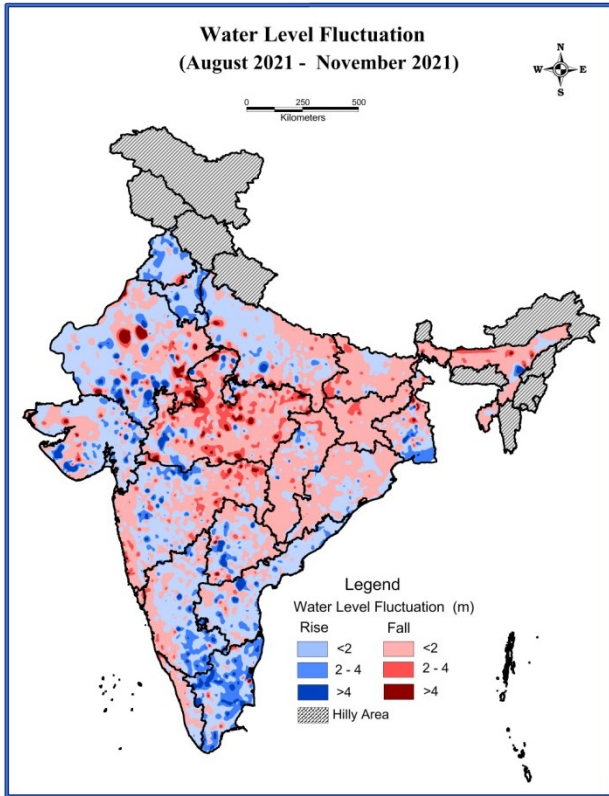 Water Level Fluctuation
(August 2021 - November 2021)
N
W E
S
0 250 500
Kilometers
Legend
Water Level Fluctuation (m)
Rise Fall
<2 <2
2 - 4 2 - 4
>4 >4
Hilly Area